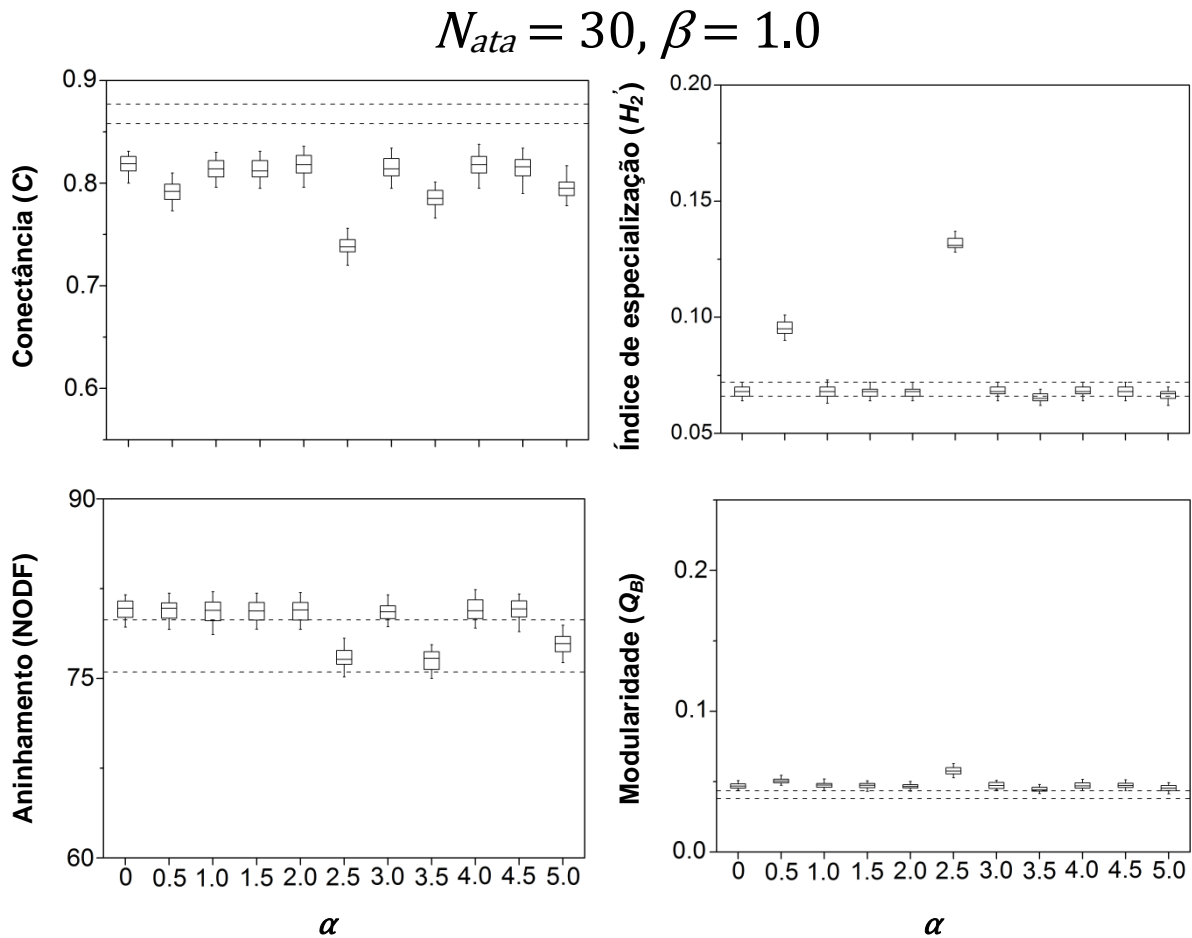 N_ata = 30, β = 1.0
Conectância (C)
0.9
0.8
0.7
0.6
Índice de especialização (H₂')
0.20
0.15
0.10
0.05
Aninhamento (NODF)
90
75
60
0 0.5 1.0 1.5 2.0 2.5 3.0 3.5 4.0 4.5 5.0
α
Modularidade (Q_B)
0.2
0.1
0.0
0 0.5 1.0 1.5 2.0 2.5 3.0 3.5 4.0 4.5 5.0
α